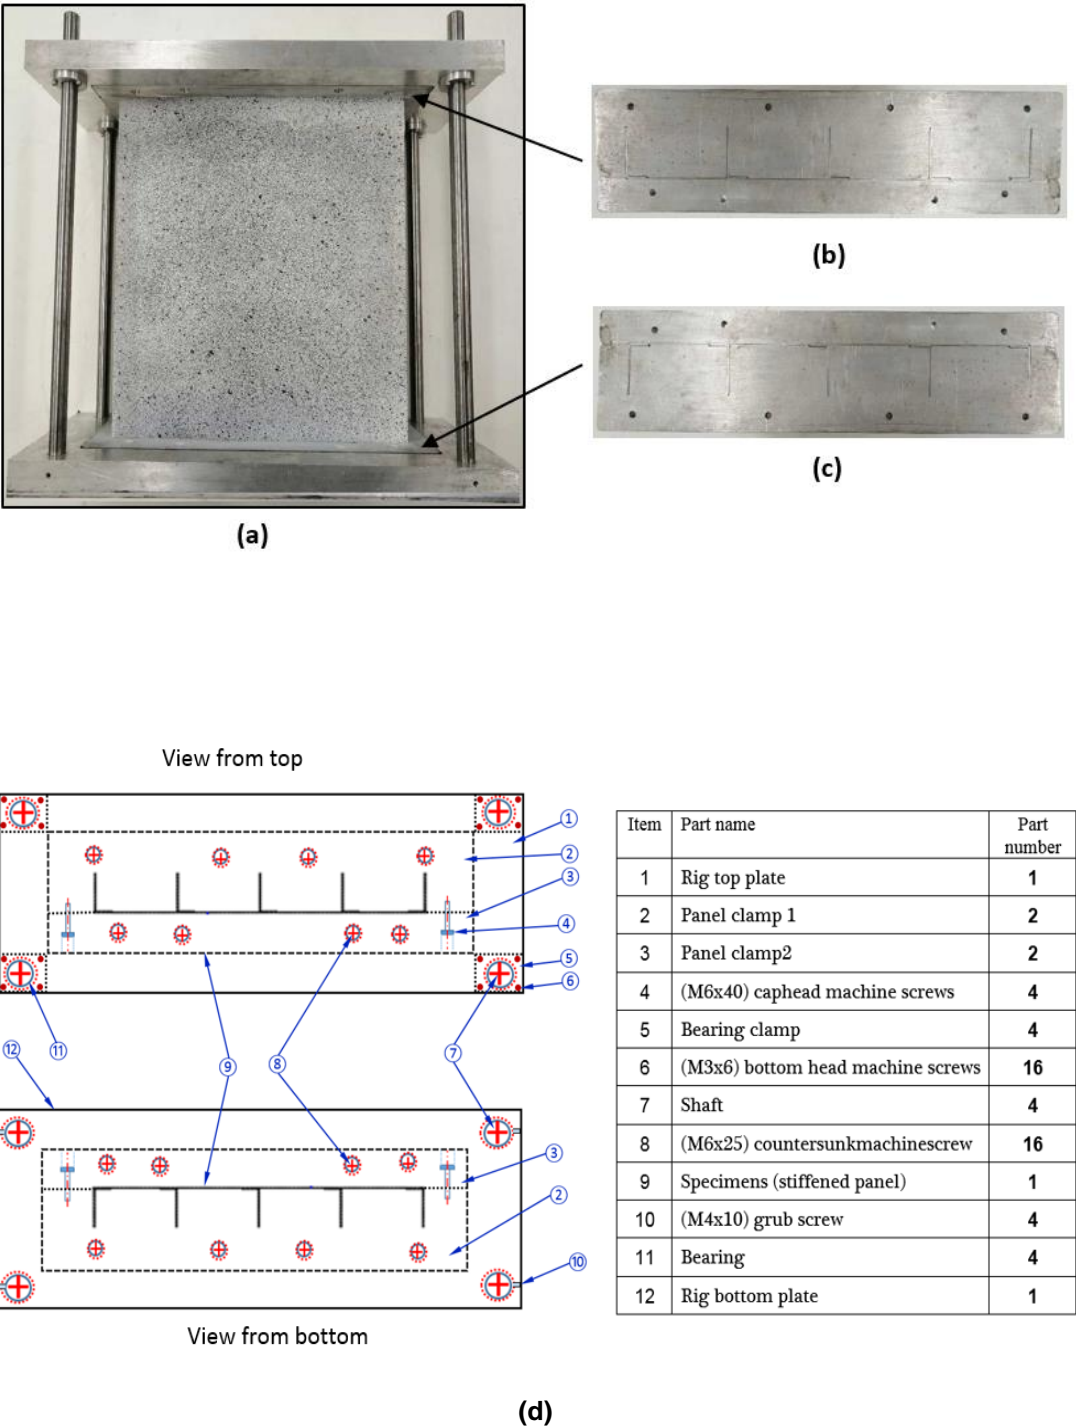 (a)
(b)
(c)
View from top
1
2
3
4
5
6
12
11
9
8
7
3
2
10
View from bottom
Item Part name Part number
1 Rig top plate 1
2 Panel clamp 1 2
3 Panel clamp2 2
4 (M6x40) caphead machine screws 4
5 Bearing clamp 4
6 (M3x6) bottom head machine screws 16
7 Shaft 4
8 (M6x25) countersunkmachinescrew 16
9 Specimens (stiffened panel) 1
10 (M4x10) grub screw 4
11 Bearing 4
12 Rig bottom plate 1
(d)